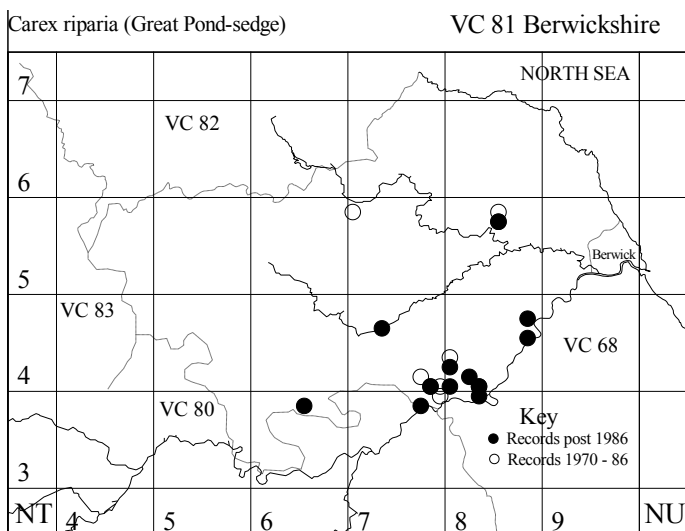 Carex riparia (Great Pond-sedge)
VC 81 Berwickshire
NORTH SEA
7
VC 82
6
Berwick
5
VC 83
VC 68
4
VC 80
Key
Records post 1986
Records 1970 - 86
3
NT 4 5 6 7 8 9 NU